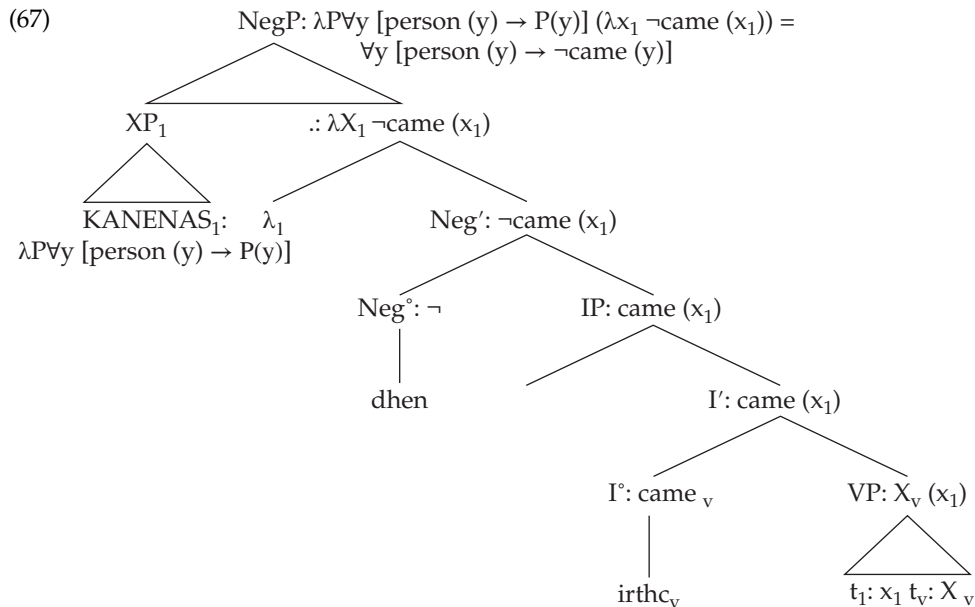 (67) NegP: λP∀y [person (y) → P(y)] (λx₁ ¬came (x₁)) =
∀y [person (y) → ¬came (y)]
XP₁ .: λX₁ ¬came (x₁)
KANENAS₁: λ₁ Neg′: ¬came (x₁)
λP∀y [person (y) → P(y)]
Neg°: ¬ IP: came (x₁)
dhen I′: came (x₁)
I°: came ᵥ VP: Xᵥ (x₁)
irthcᵥ t₁: x₁ tᵥ: X ᵥ